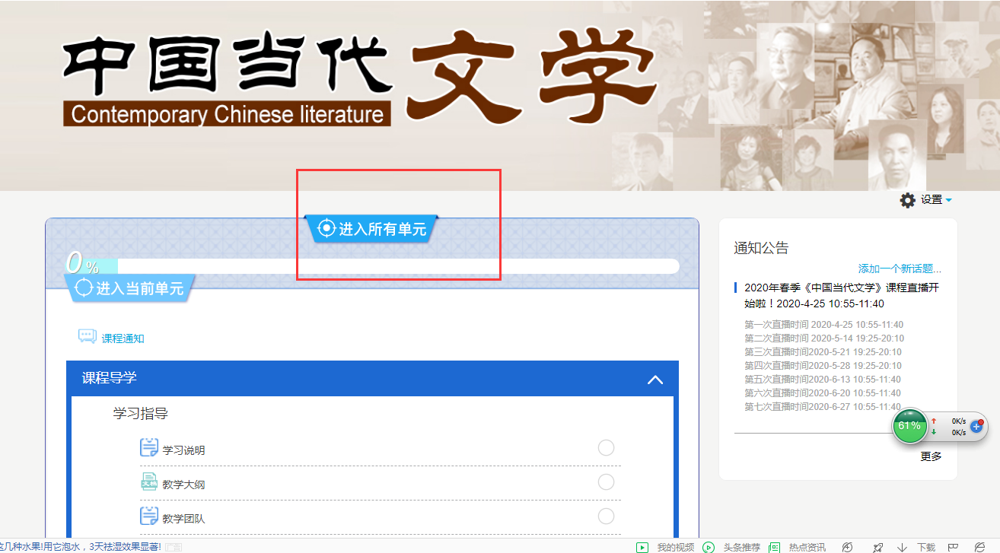 中国当代文学
Contemporary Chinese literature
设置
进入所有单元
0 %
进入当前单元
课程通知
课程导学
学习指导
学习说明
文稿
教学大纲
教学团队
通知公告
添加一个新话题...
2020年春季《中国当代文学》课程直播开
始啦！2020-4-25 10:55-11:40
第一次直播时间 2020-4-25 10:55-11:40
第二次直播时间 2020-5-14 19:25-20:10
第三次直播时间2020-5-21 19:25-20:10
第四次直播时间2020-5-28 19:25-20:10
第五次直播时间2020-6-13 10:55-11:40
第六次直播时间2020-6-20 10:55-11:40
第七次直播时间2020-6-27 10:55-11:40
61%
0K/s
0K/s
更多
这几种水果!用它泡水，3天祛湿效果显著! 广告
我的视频 头条推荐 热点资讯 下载